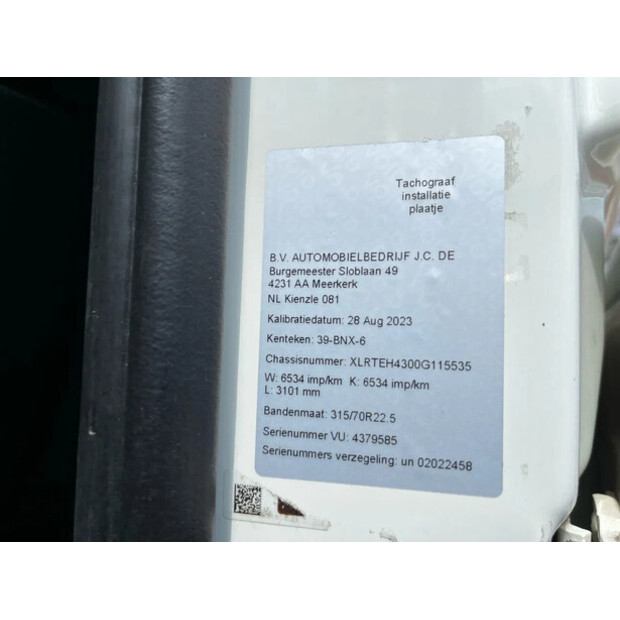 Tachograaf
installatie
plaatje
B.V. AUTOMOBIELBEDRIJF J.C. DE
Burgemeester Sloblaan 49
4231 AA Meerkerk
NL Kienzle 081
Kalibratiedatum: 28 Aug 2023
Kenteken: 39-BNX-6
Chassisnummer: XLRTEH4300G115535
W: 6534 imp/km K: 6534 imp/km
L: 3101 mm
Bandenmaat: 315/70R22.5
Serienummer VU: 4379585
Serienummers verzegeling: un 02022458